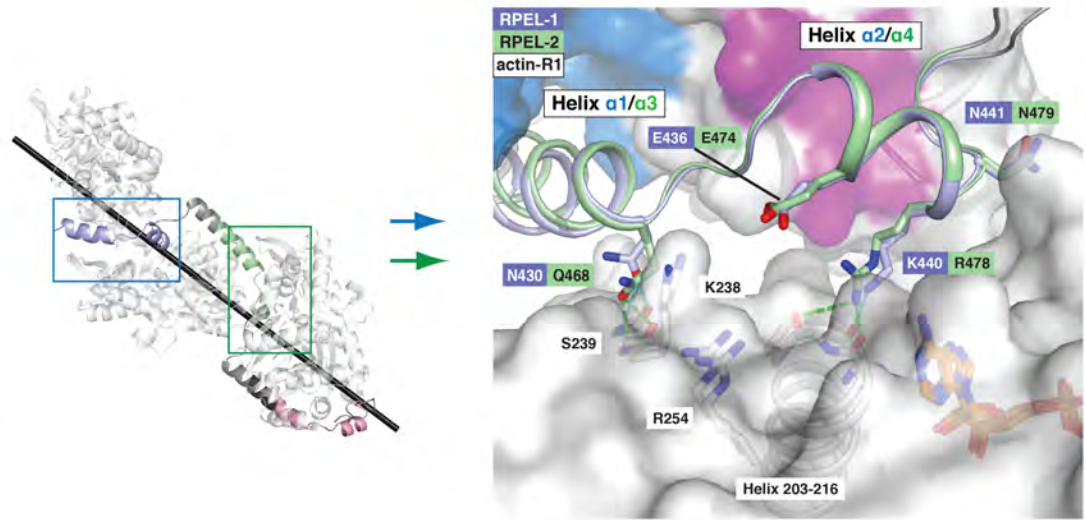 RPEL-1
RPEL-2
actin-R1
Helix α2/α4
Helix α1/α3
N441 N479
E436 E474
N430 Q468
K238
K440 R478
S239
R254
Helix 203-216